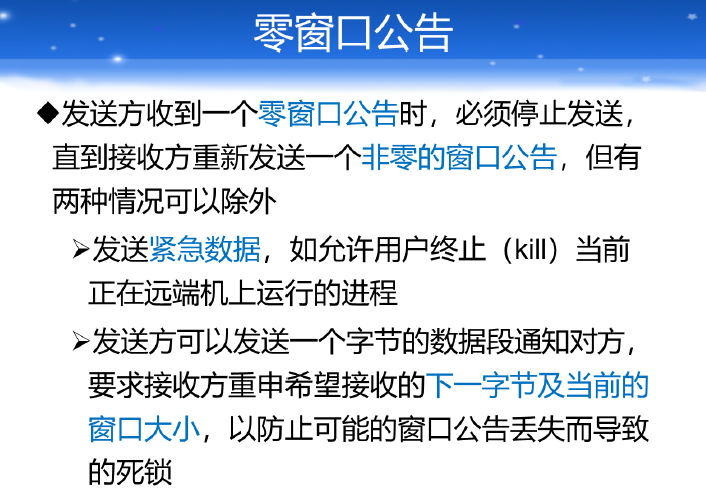 零窗口公告
◆发送方收到一个零窗口公告时，必须停止发送，
直到接收方重新发送一个非零的窗口公告，但有
两种情况可以除外
➢发送紧急数据，如允许用户终止（kill）当前
正在远端机上运行的进程
➢发送方可以发送一个字节的数据段通知对方，
要求接收方重申希望接收的下一字节及当前的
窗口大小，以防止可能的窗口公告丢失而导致
的死锁